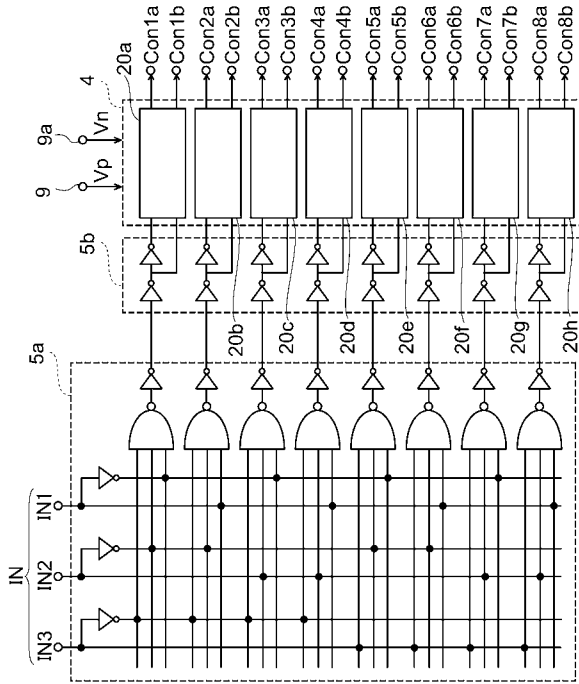 IN
IN3
IN2
IN1
5a
5b
9
9a
4
20a
Vp
Vn
20b
20c
20d
20e
20f
20g
20h
Con1a
Con1b
Con2a
Con2b
Con3a
Con3b
Con4a
Con4b
Con5a
Con5b
Con6a
Con6b
Con7a
Con7b
Con8a
Con8b